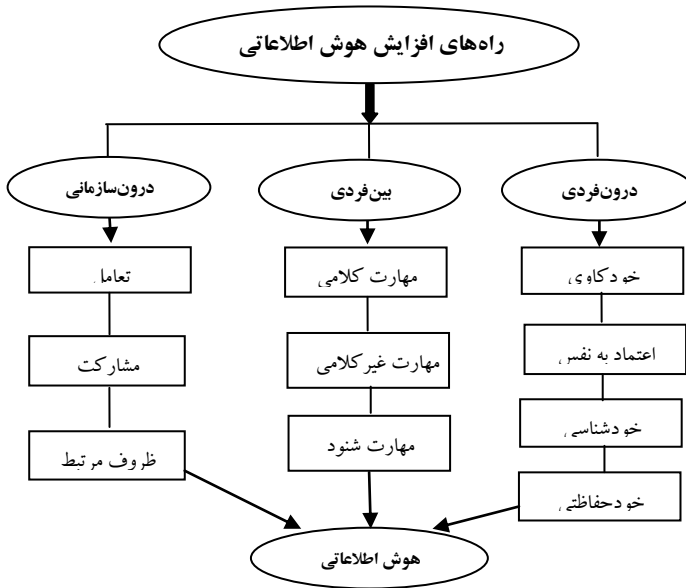 راه‌های افزایش هوش اطلاعاتی
درون‌فردی
بین‌فردی
درون‌سازمانی
خودکاوی
مهارت کلامی
تعامل
اعتماد به نفس
مهارت غیرکلامی
مشارکت
خودشناسی
مهارت شنود
ظروف مرتبط
خودحفاظتی
هوش اطلاعاتی